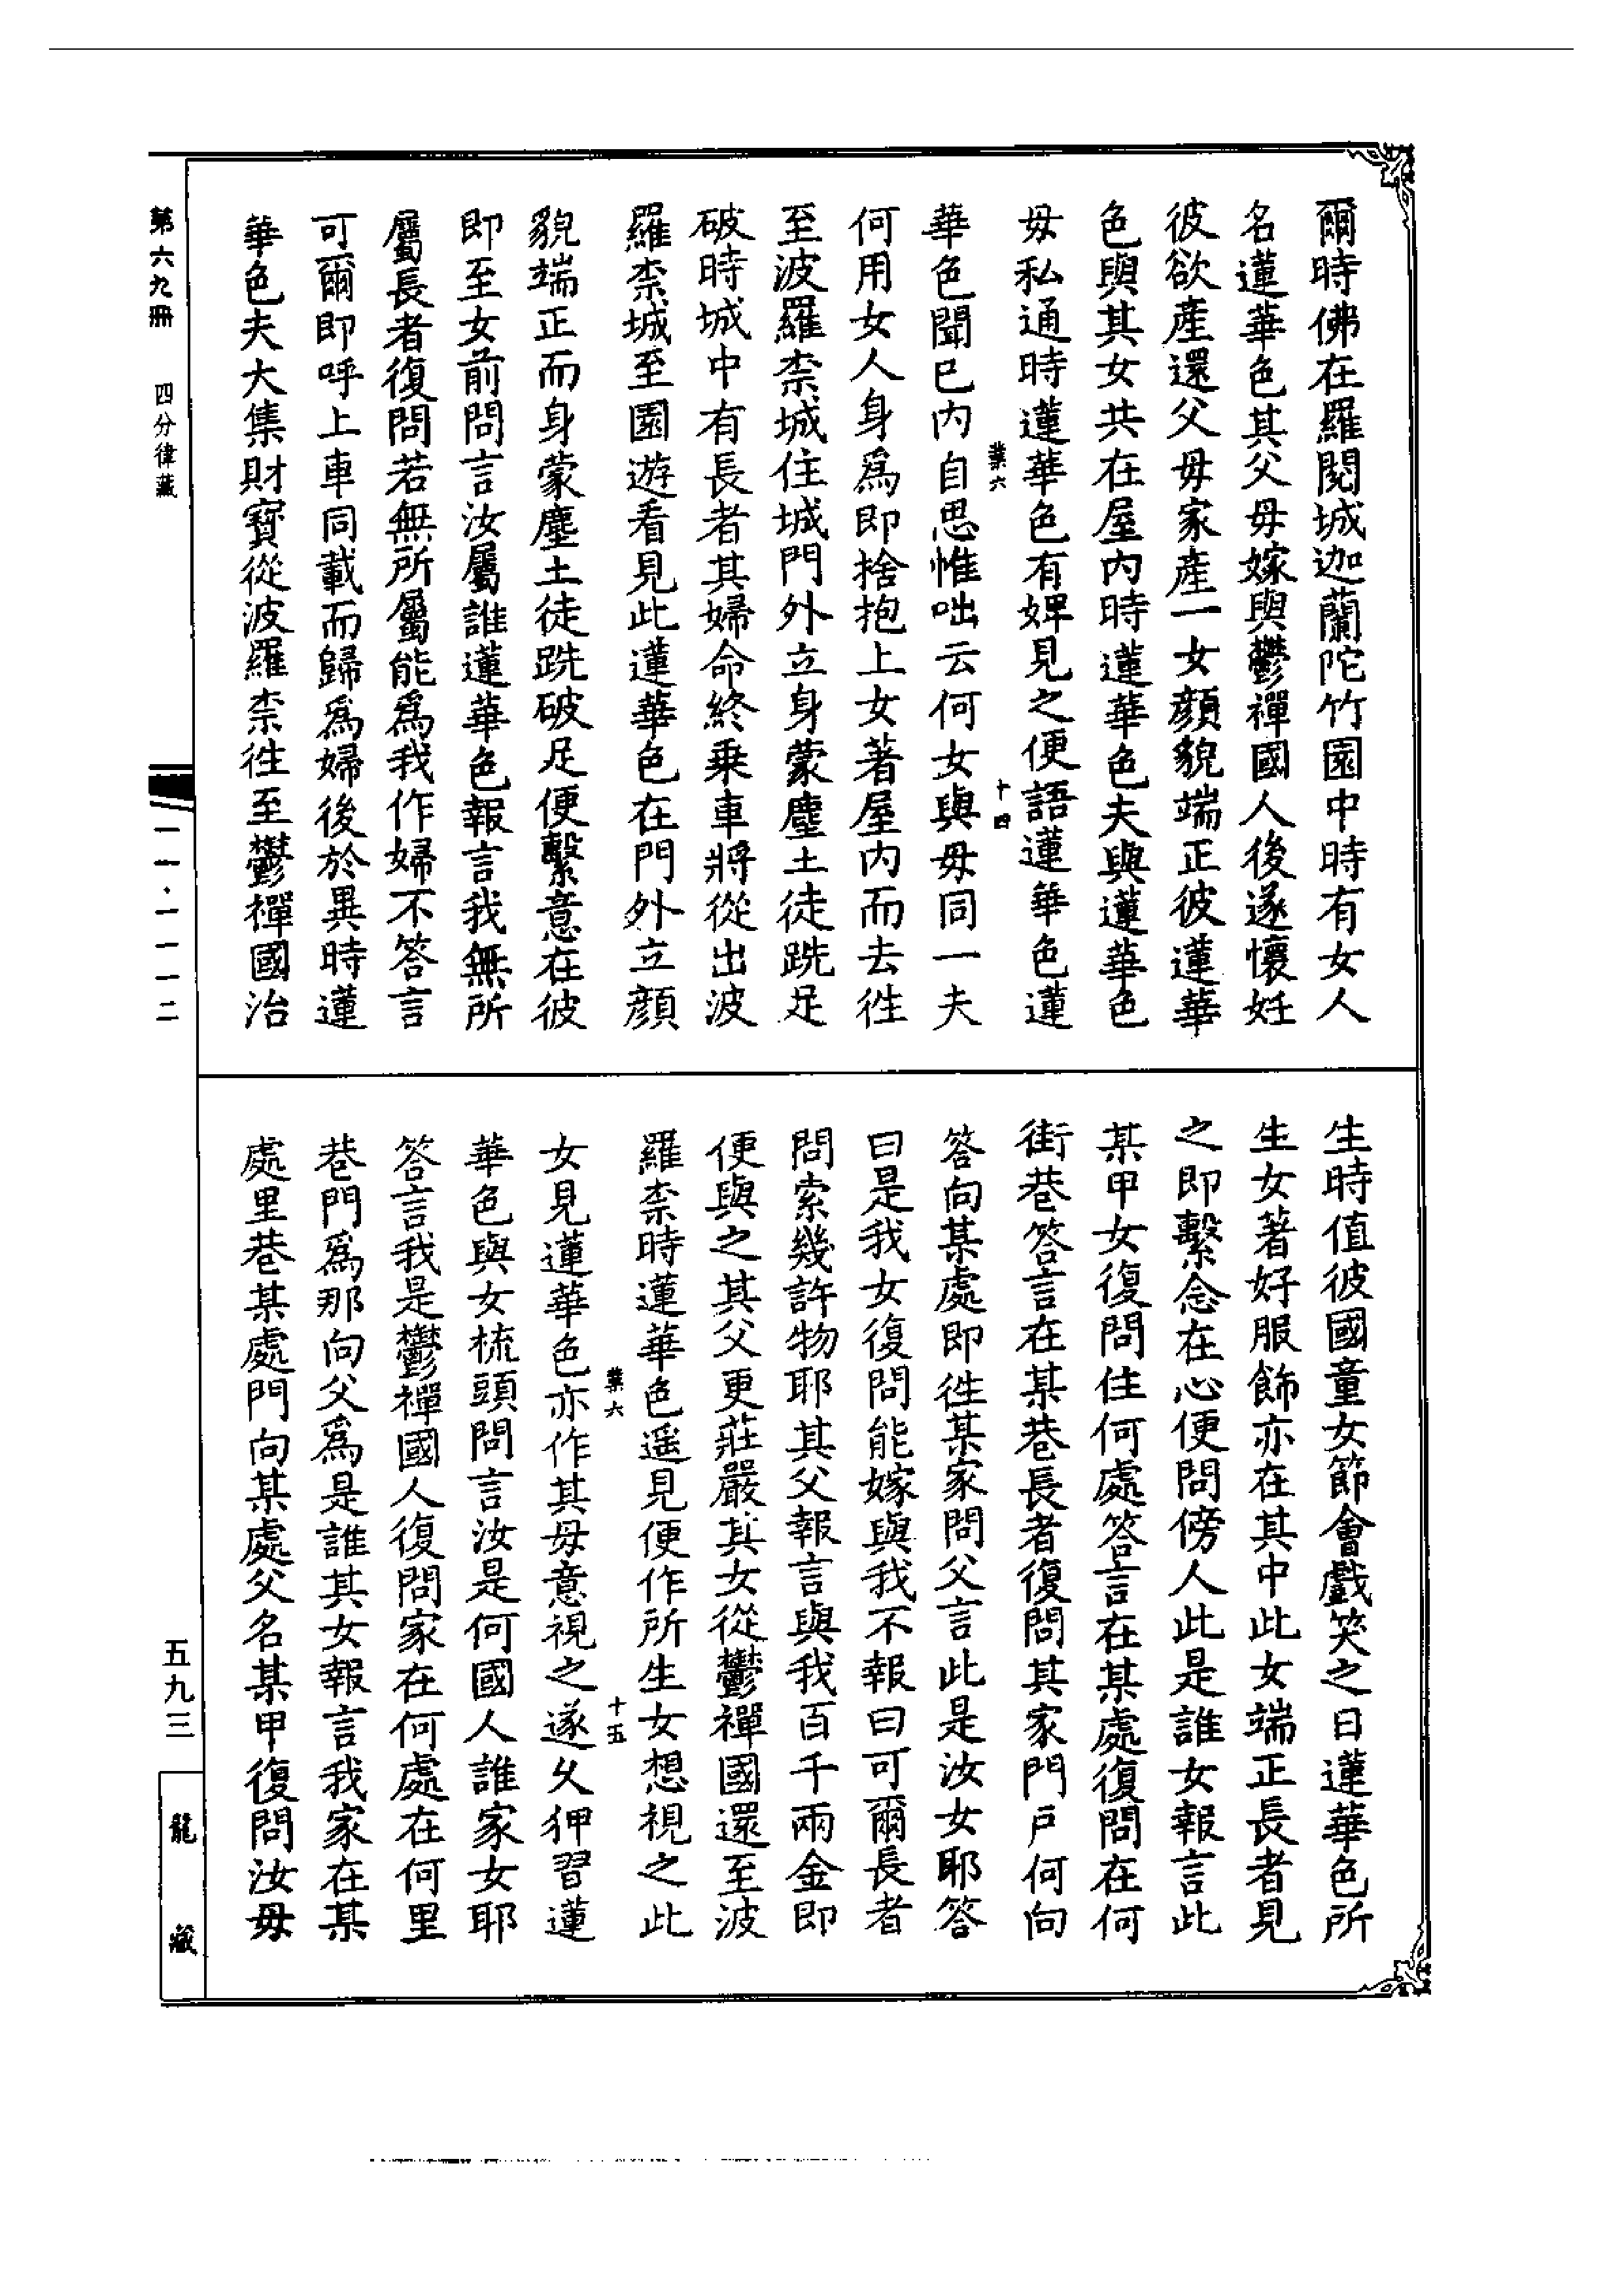 爾時佛在羅閱城迦蘭陀竹園中時有女人
名蓮華色其父母嫁與鬱禪國人後遂懷妊
彼欲產還父母家產一女顏貌端正彼蓮華
色與其女共在屋內時蓮華色夫與蓮華色
母私通時蓮華色有婢見之便語蓮華色蓮
華色聞已內自思惟咄云何女與母同一夫
業六
十四
何用女人身爲即捨抱上女著屋內而去徃
至波羅柰城住城門外立身蒙塵土徒跣足
破時城中有長者其婦命終乗車將從出波
羅柰城至園遊看見此蓮華色在門外立顏
貌端正而身蒙塵土徒跣破足便繫意在彼
即至女前問言汝屬誰蓮華色報言我無所
屬長者復問若無所屬能爲我作婦不答言
可爾即呼上車同載而歸爲婦後於異時蓮
華色夫大集財寶從波羅柰徃至鬱禪國治
生時值彼國童女節會戲笑之日蓮華色所
生女著好服飾亦在其中此女端正長者見
之即繫念在心便問傍人此是誰女報言此
某甲女復問住何處答言在某處復問在何
街巷答言在某巷長者復問其家門戶何向
答向某處即徃某家問父言此是汝女耶答
曰是我女復問能嫁與我不報曰可爾長者
問索幾許物耶其父報言與我百千兩金即
便與之其父更莊嚴其女從鬱禪國還至波
羅柰時蓮華色遥見便作所生女想視之此
業六
十五
女見蓮華色亦作其母意視之遂久狎習蓮
華色與女梳頭問言汝是何國人誰家女耶
答言我是鬱禪國人復問家在何處在何里
巷門爲那向父爲是誰其女報言我家在某
處里巷某處門向某處父名某甲復問汝母
第六九冊
四分律藏
一一·一一一二
五九三
龍藏